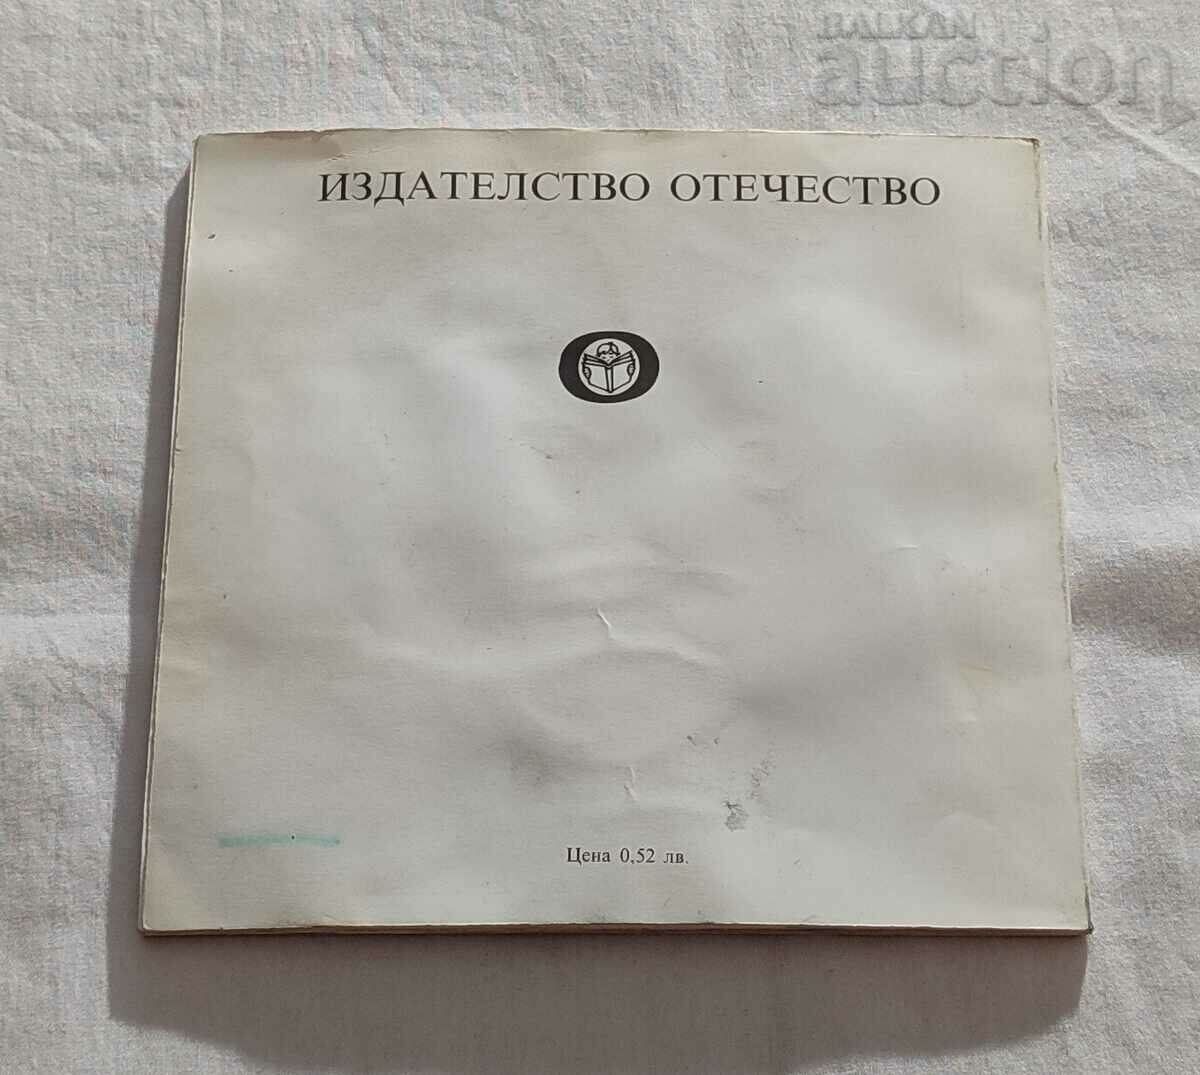 BALKAN
auction
ИЗДАТЕЛСТВО ОТЕЧЕСТВО
Цена 0,52 лв.